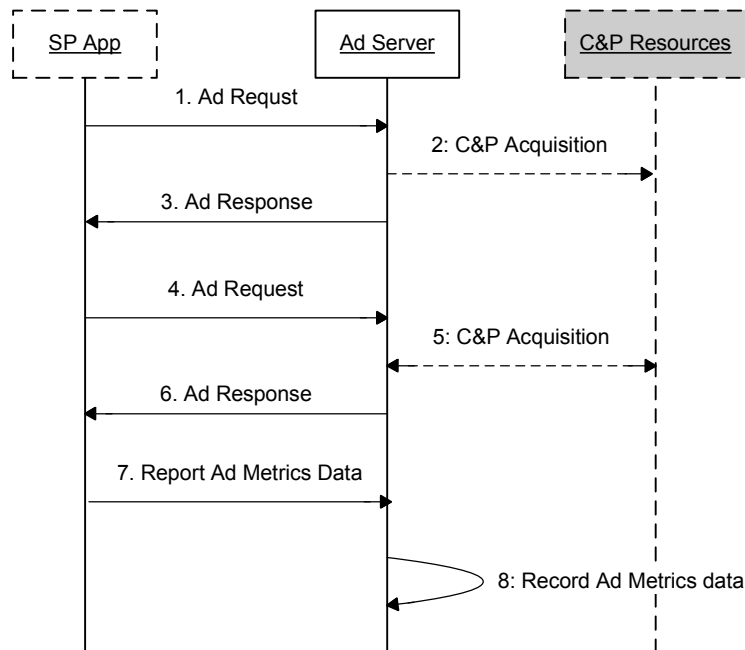 SP App
Ad Server
C&P Resources
1. Ad Requst
2: C&P Acquisition
3. Ad Response
4. Ad Request
5: C&P Acquisition
6. Ad Response
7. Report Ad Metrics Data
8: Record Ad Metrics data